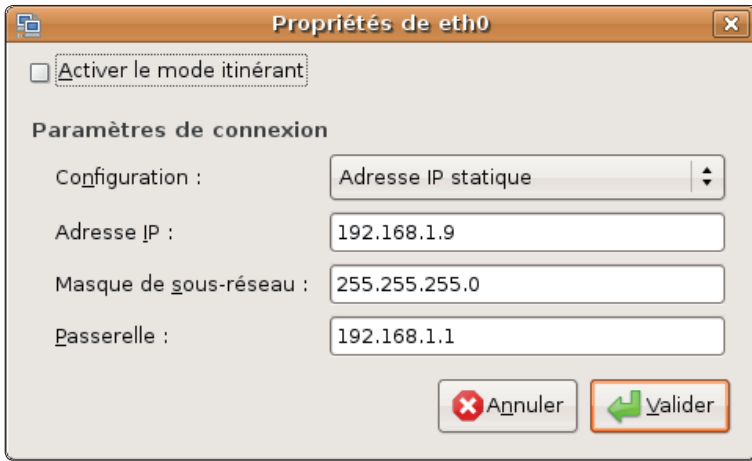 Propriétés de eth0
Activer le mode itinérant
Paramètres de connexion
Configuration : Adresse IP statique
Adresse IP : 192.168.1.9
Masque de sous-réseau : 255.255.255.0
Passerelle : 192.168.1.1
Annuler Valider